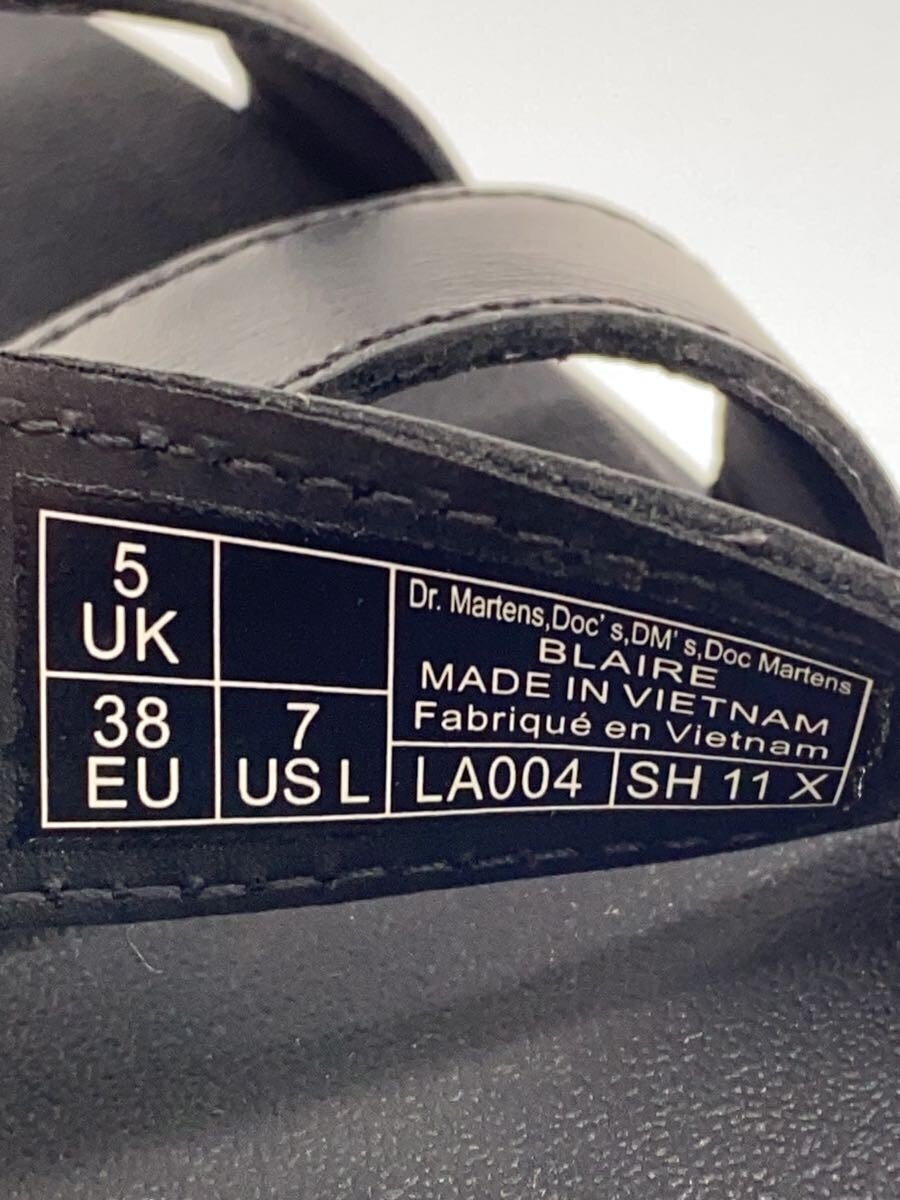 5
UK
38
EU
7
US L
Dr. Martens,Doc' s,DM' s,Doc Martens
BLAIRE
MADE IN VIETNAM
Fabriqué en Vietnam
LA004
SH 11 X